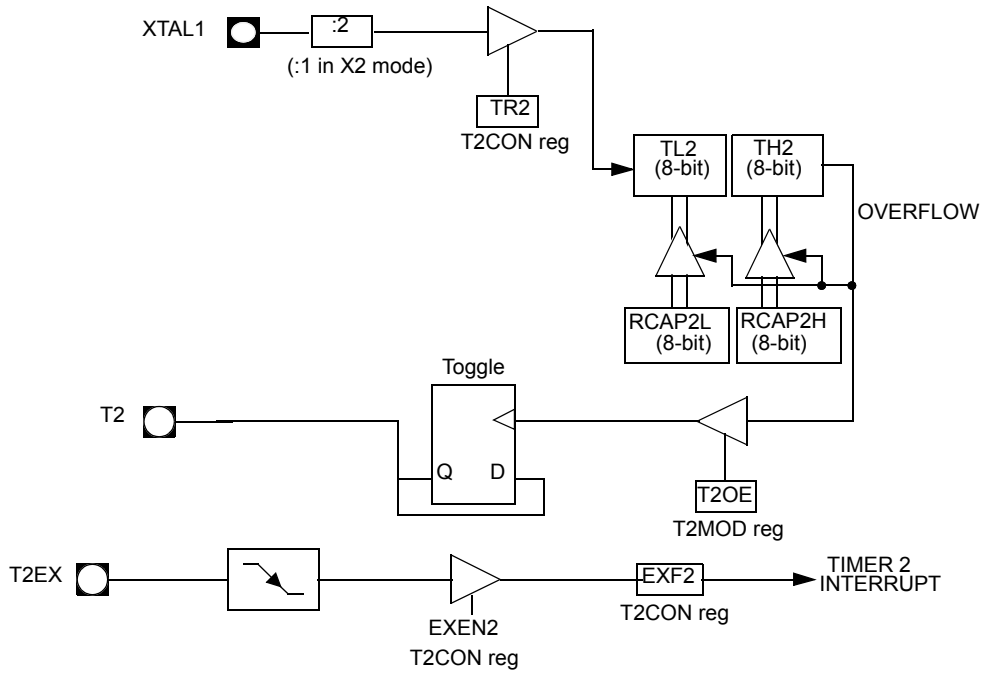 XTAL1
:2
(:1 in X2 mode)
TR2
T2CON reg
TL2
(8-bit)
TH2
(8-bit)
OVERFLOW
RCAP2L
(8-bit)
RCAP2H
(8-bit)
Toggle
T2
Q
D
T2OE
T2MOD reg
T2EX
EXEN2
T2CON reg
EXF2
T2CON reg
TIMER 2
INTERRUPT